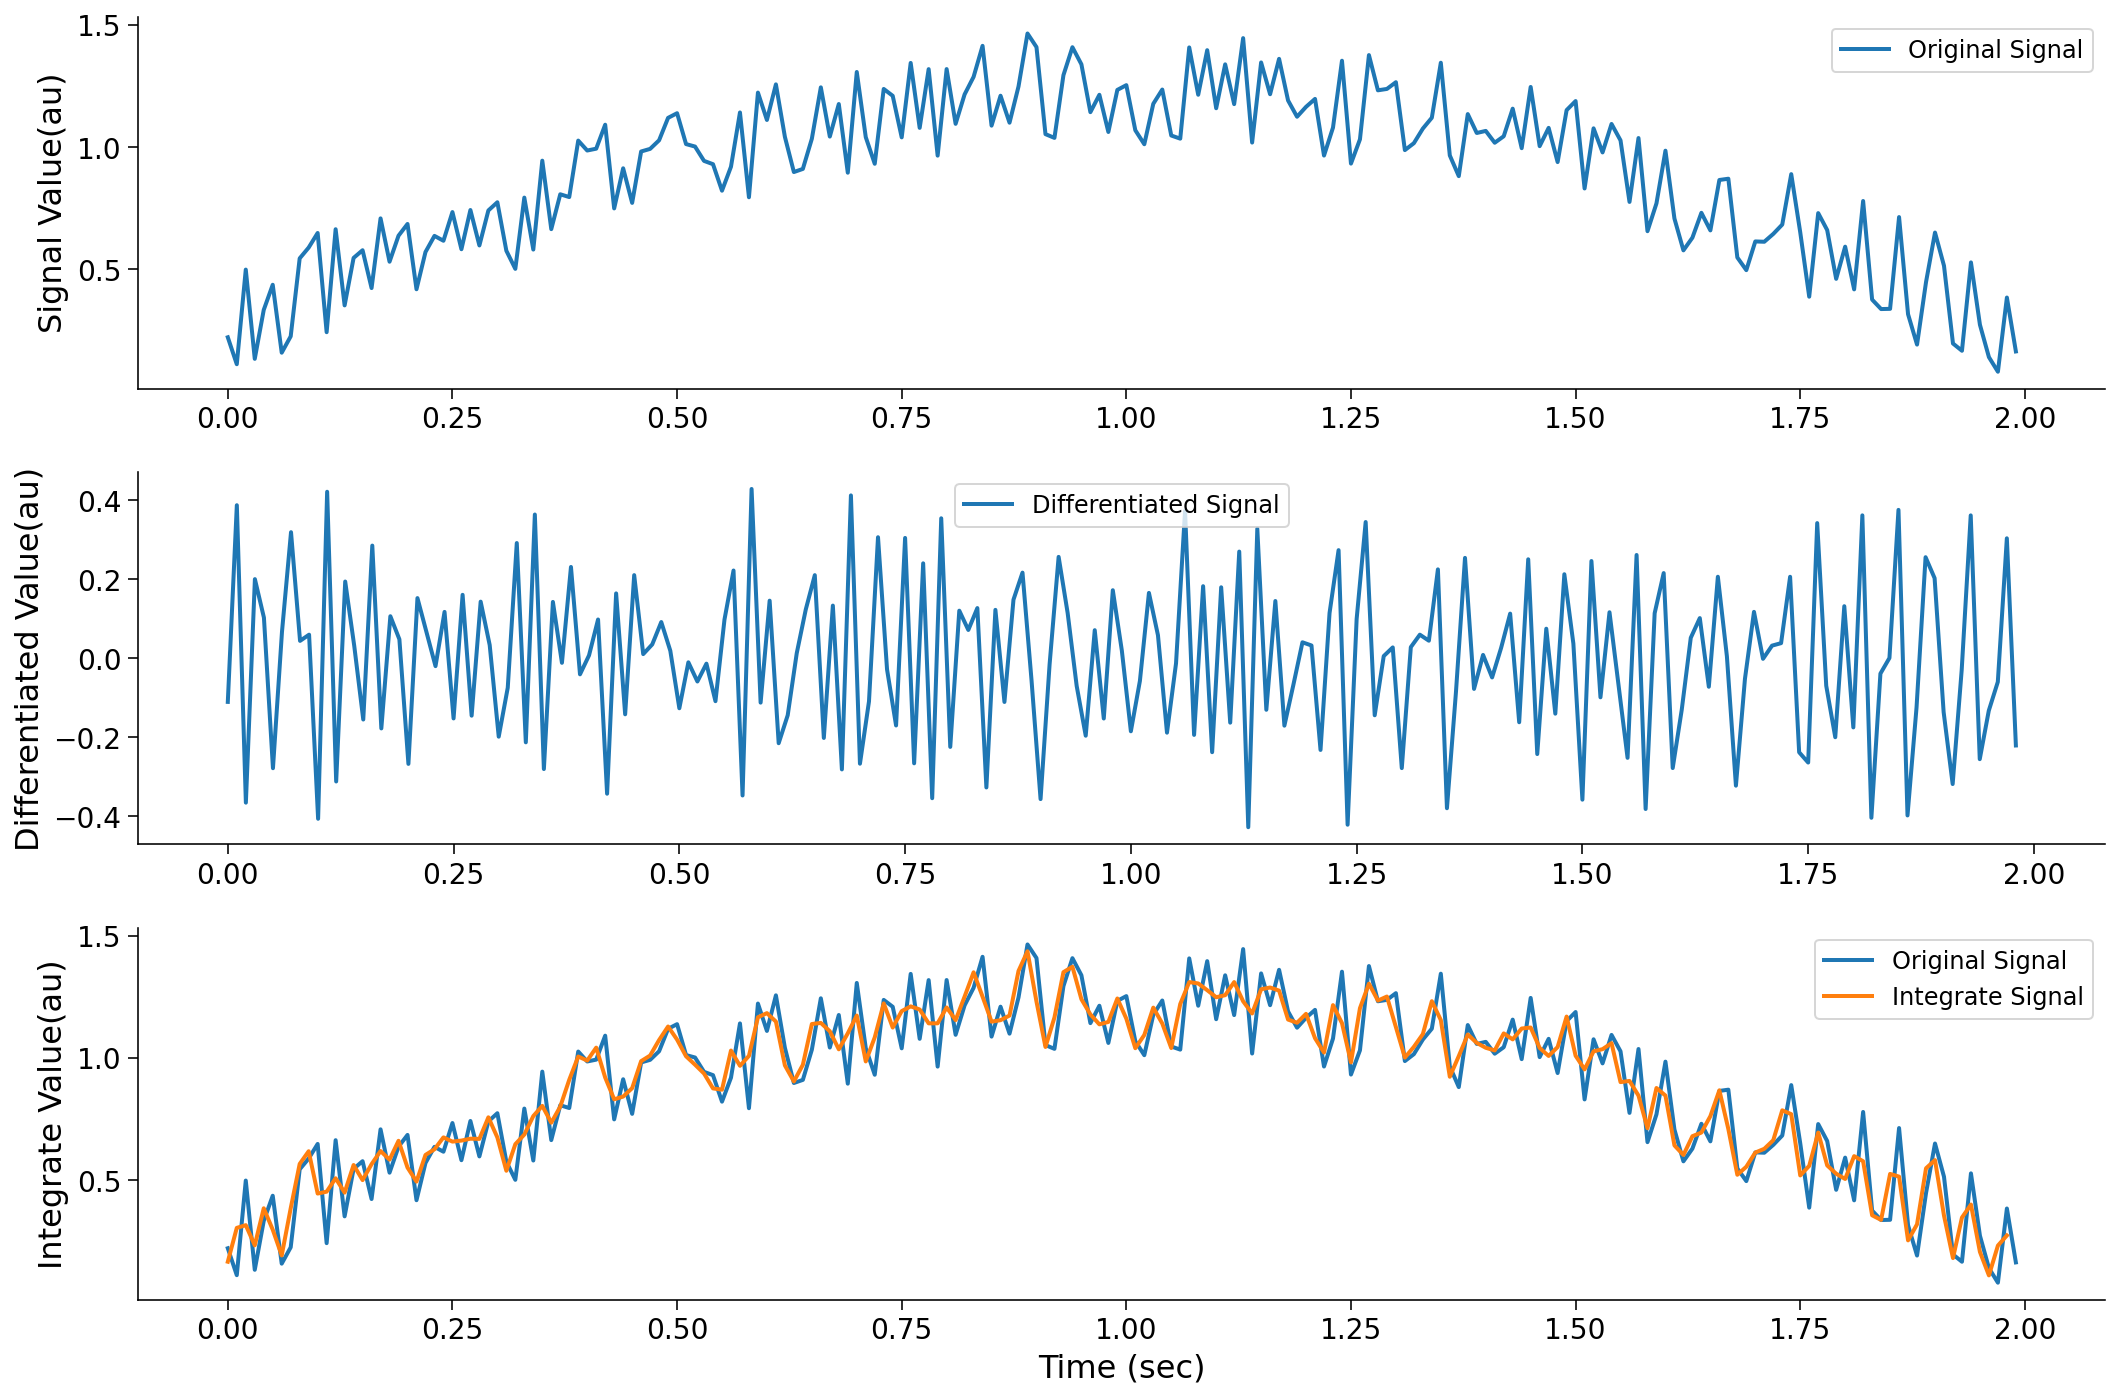 1.5
1.0
0.5
Signal Value(au)
Original Signal
0.00 0.25 0.50 0.75 1.00 1.25 1.50 1.75 2.00
0.4
0.2
0.0
−0.2
−0.4
Differentiated Value(au)
Differentiated Signal
0.00 0.25 0.50 0.75 1.00 1.25 1.50 1.75 2.00
1.5
1.0
0.5
Integrate Value(au)
Original Signal
Integrate Signal
0.00 0.25 0.50 0.75 1.00 1.25 1.50 1.75 2.00
Time (sec)